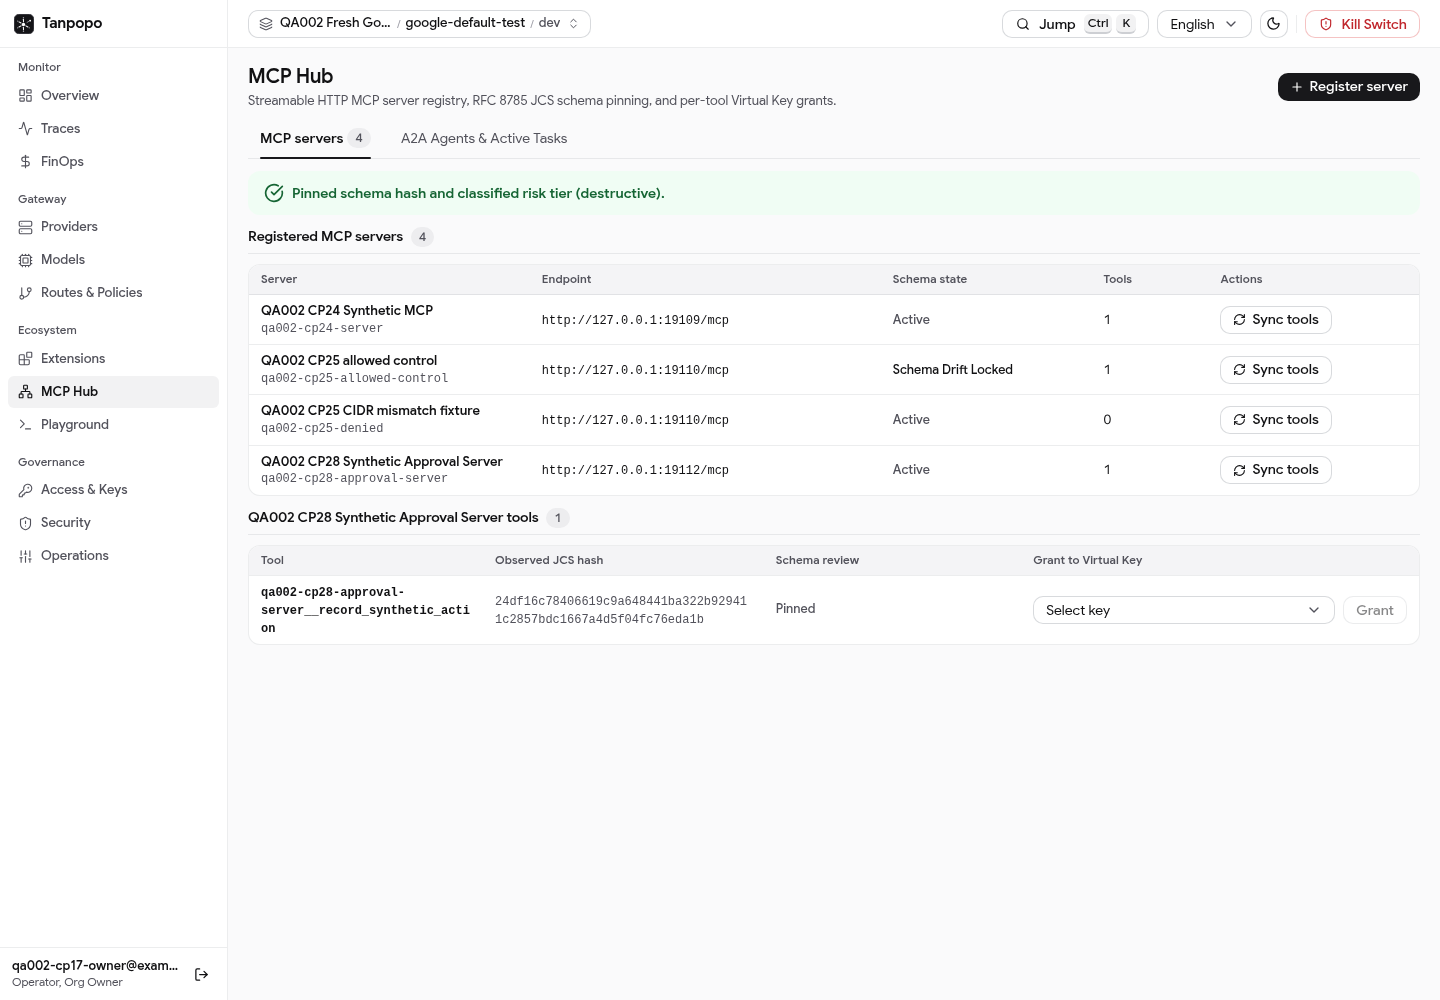 Tanpopo
QA002 Fresh Go... / google-default-test / dev
Jump Ctrl K
English
Kill Switch
Monitor
Overview
Traces
FinOps
Gateway
Providers
Models
Routes & Policies
Ecosystem
Extensions
MCP Hub
Playground
Governance
Access & Keys
Security
Operations
qa002-cp17-owner@exam...
Operator, Org Owner
MCP Hub
Streamable HTTP MCP server registry, RFC 8785 JCS schema pinning, and per-tool Virtual Key grants.
Register server
MCP servers 4
A2A Agents & Active Tasks
Pinned schema hash and classified risk tier (destructive).
Registered MCP servers 4
Server Endpoint Schema state Tools Actions
QA002 CP24 Synthetic MCP
qa002-cp24-server
http://127.0.0.1:19109/mcp Active 1 Sync tools
QA002 CP25 allowed control
qa002-cp25-allowed-control
http://127.0.0.1:19110/mcp Schema Drift Locked 1 Sync tools
QA002 CP25 CIDR mismatch fixture
qa002-cp25-denied
http://127.0.0.1:19110/mcp Active 0 Sync tools
QA002 CP28 Synthetic Approval Server
qa002-cp28-approval-server
http://127.0.0.1:19112/mcp Active 1 Sync tools
QA002 CP28 Synthetic Approval Server tools 1
Tool Observed JCS hash Schema review Grant to Virtual Key
qa002-cp28-approval-
server__record_synthetic_acti
on
24df16c78406619c9a648441ba322b92941
1c2857bdc1667a4d5f04fc76eda1b
Pinned
Select key
Grant